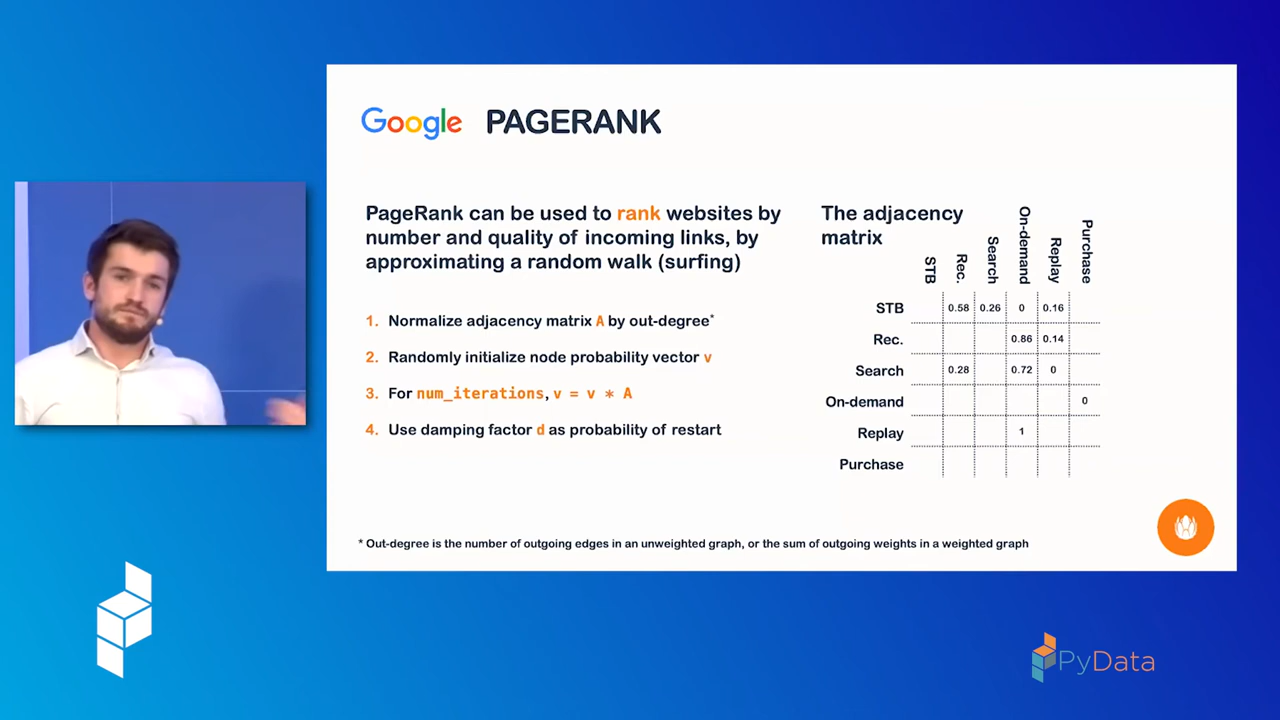 Google PAGERANK
PageRank can be used to rank websites by
number and quality of incoming links, by
approximating a random walk (surfing)
1. Normalize adjacency matrix A by out-degree*
2. Randomly initialize node probability vector v
3. For num_iterations, v = v * A
4. Use damping factor d as probability of restart
The adjacency
matrix
STB Rec. Search On-demand Replay Purchase
STB 0.58 0.26 0 0.16
Rec. 0.86 0.14
Search 0.28 0.72 0
On-demand 0
Replay 1
Purchase
* Out-degree is the number of outgoing edges in an unweighted graph, or the sum of outgoing weights in a weighted graph
PyData